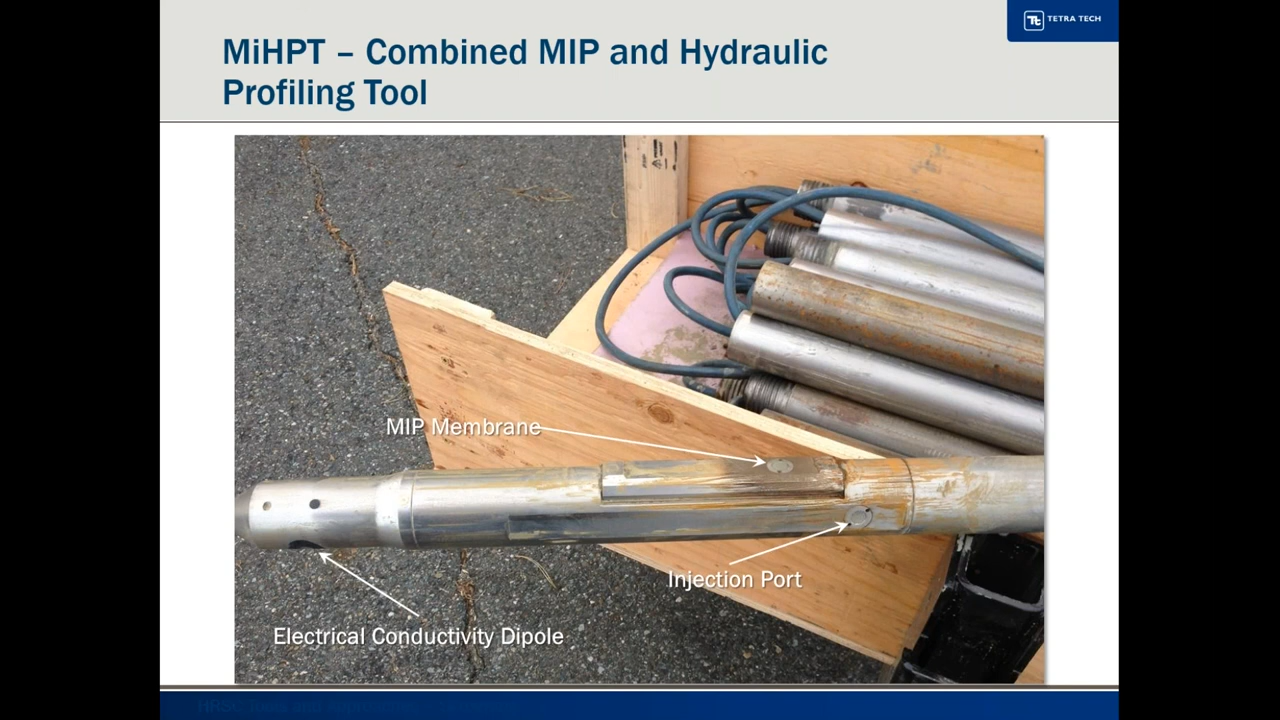 TETRA TECH
MiHPT – Combined MIP and Hydraulic
Profiling Tool
MIP Membrane
Injection Port
Electrical Conductivity Dipole